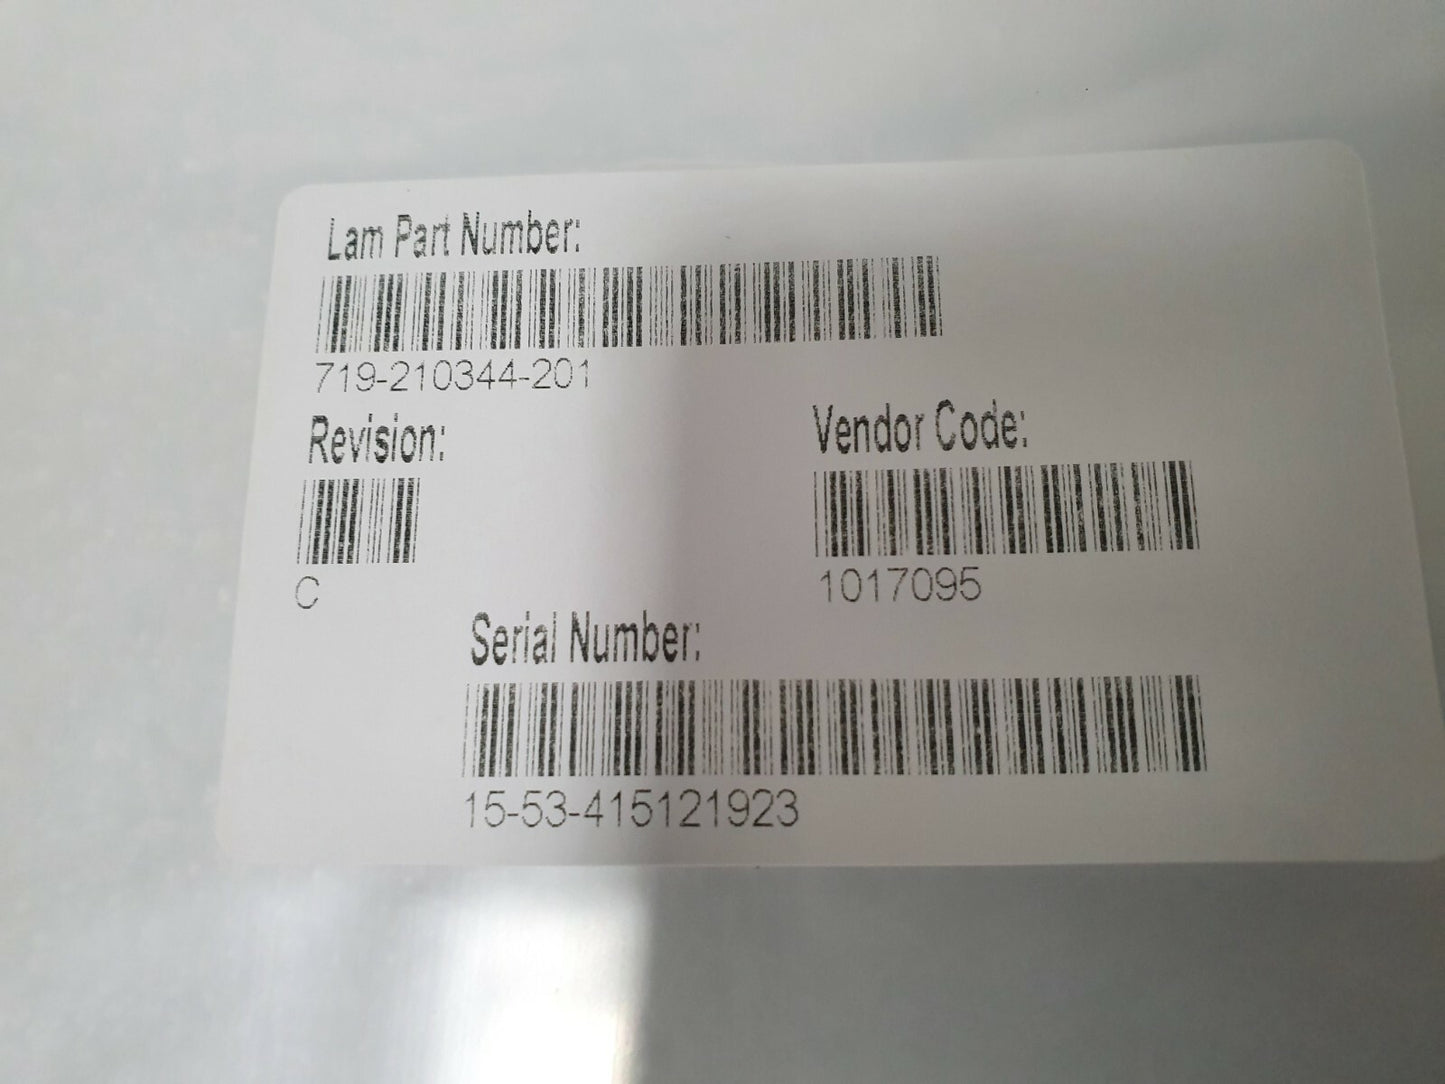 Lam Part Number:
719-210344-201
Revision:
C
Vendor Code:
1017095
Serial Number:
15-53-415121923